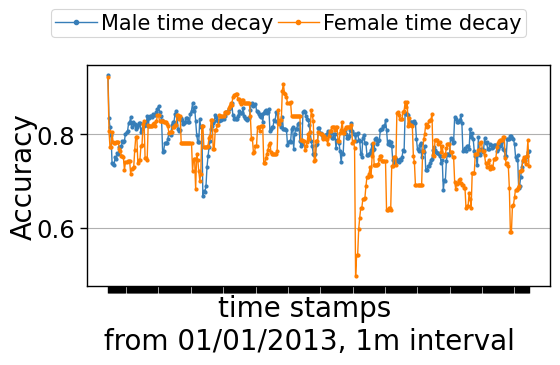 Male time decay Female time decay
Accuracy
0.8
0.6
time stamps
from 01/01/2013, 1m interval